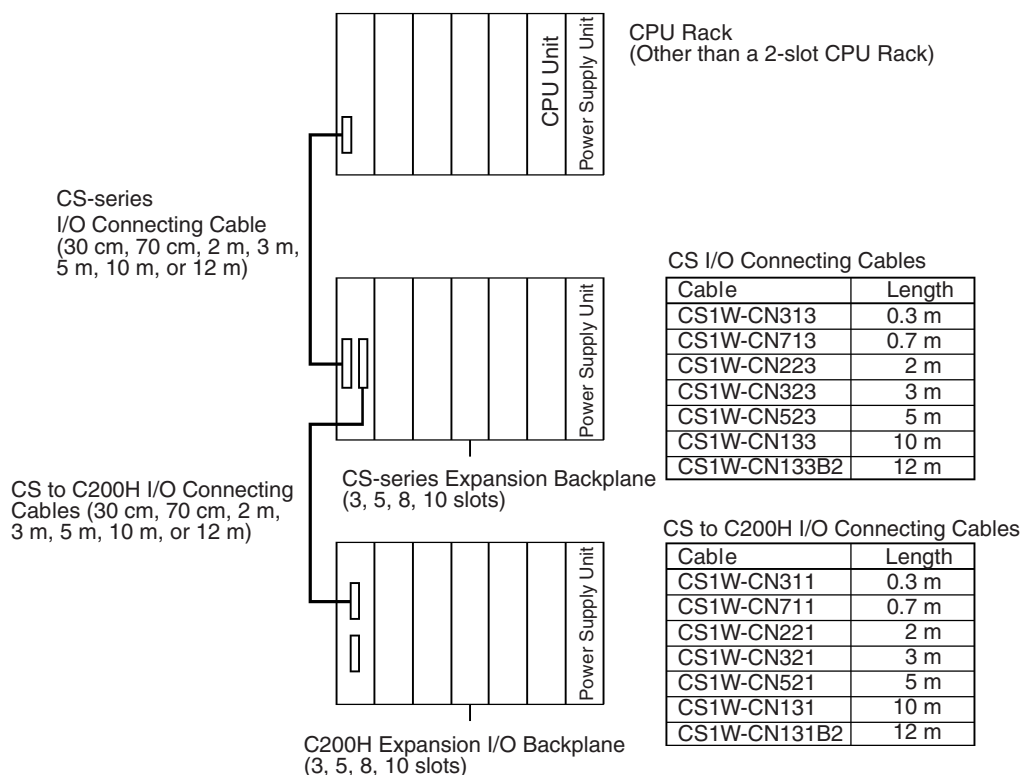 CPU Unit
Power Supply Unit
CPU Rack
(Other than a 2-slot CPU Rack)
CS-series
I/O Connecting Cable
(30 cm, 70 cm, 2 m, 3 m,
5 m, 10 m, or 12 m)
Power Supply Unit
CS-series Expansion Backplane
(3, 5, 8, 10 slots)
CS I/O Connecting Cables
Cable Length
CS1W-CN313 0.3 m
CS1W-CN713 0.7 m
CS1W-CN223 2 m
CS1W-CN323 3 m
CS1W-CN523 5 m
CS1W-CN133 10 m
CS1W-CN133B2 12 m
CS to C200H I/O Connecting
Cables (30 cm, 70 cm, 2 m,
3 m, 5 m, 10 m, or 12 m)
Power Supply Unit
C200H Expansion I/O Backplane
(3, 5, 8, 10 slots)
CS to C200H I/O Connecting Cables
Cable Length
CS1W-CN311 0.3 m
CS1W-CN711 0.7 m
CS1W-CN221 2 m
CS1W-CN321 3 m
CS1W-CN521 5 m
CS1W-CN131 10 m
CS1W-CN131B2 12 m